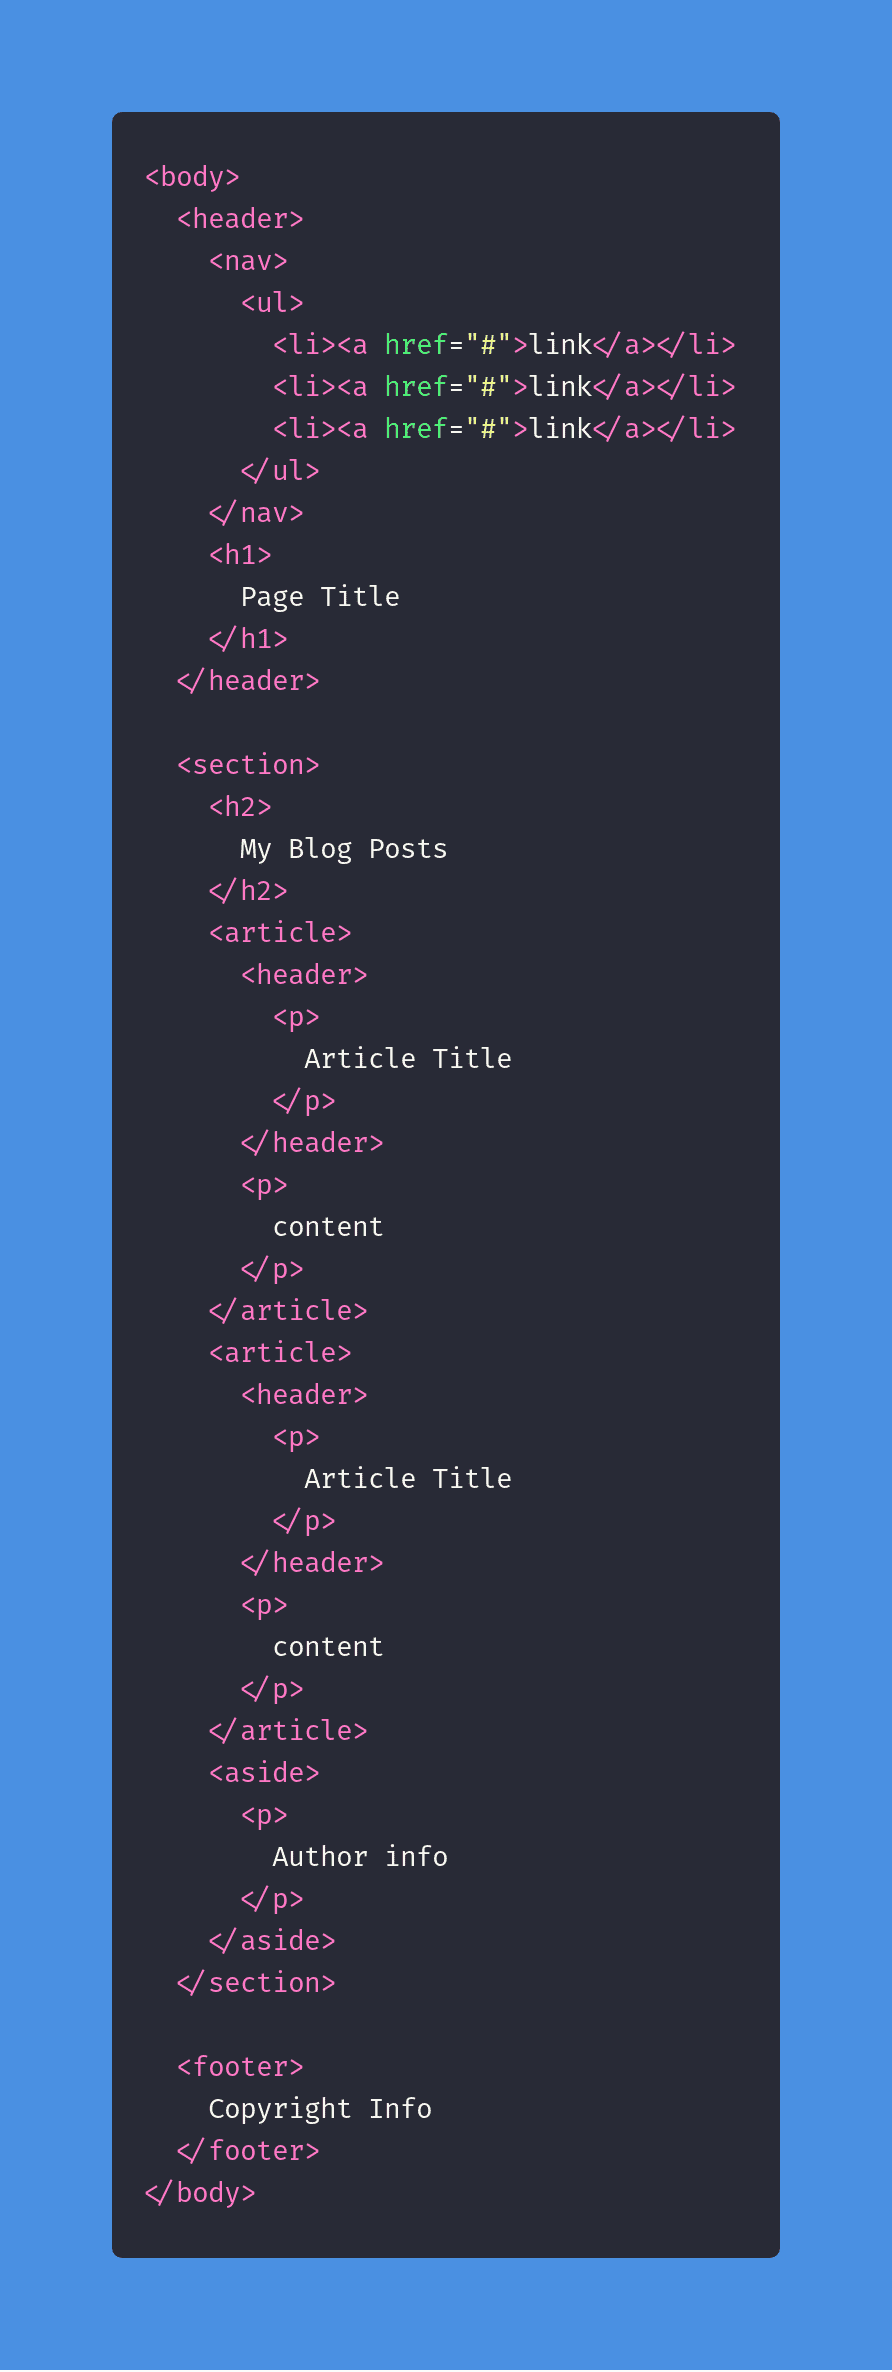 <body>
  <header>
    <nav>
      <ul>
        <li><a href="#">link</a></li>
        <li><a href="#">link</a></li>
        <li><a href="#">link</a></li>
      </ul>
    </nav>
    <h1>
      Page Title
    </h1>
  </header>

  <section>
    <h2>
      My Blog Posts
    </h2>
    <article>
      <header>
        <p>
          Article Title
        </p>
      </header>
      <p>
        content
      </p>
    </article>
    <article>
      <header>
        <p>
          Article Title
        </p>
      </header>
      <p>
        content
      </p>
    </article>
    <aside>
      <p>
        Author info
      </p>
    </aside>
  </section>

  <footer>
    Copyright Info
  </footer>
</body>